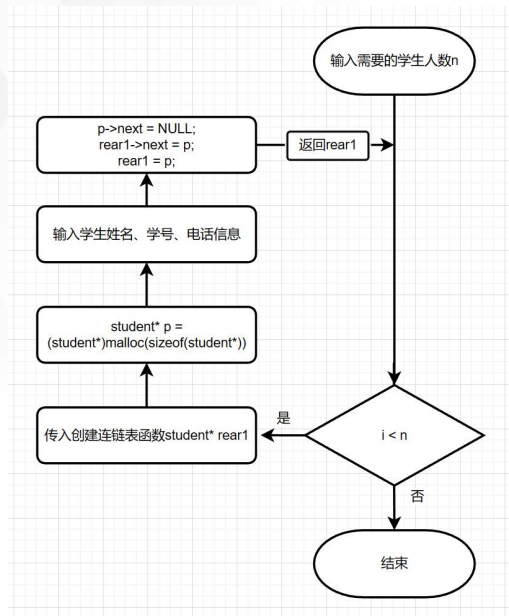 输入需要的学生人数n
p->next = NULL;
rear1->next = p;
rear1 = p;
返回rear1
输入学生姓名、学号、电话信息
student* p =
(student*)malloc(sizeof(student*))
传入创建连链表函数student* rear1
是
i < n
否
结束